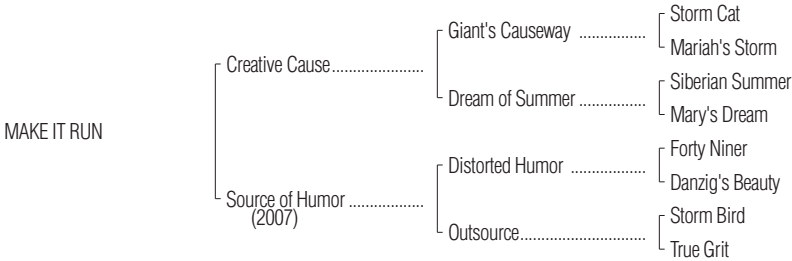 Storm Cat
Giant's Causeway ................
Mariah's Storm
Creative Cause......................
Siberian Summer
Dream of Summer ................
Mary's Dream
MAKE IT RUN
Forty Niner
Distorted Humor ..................
Danzig's Beauty
Source of Humor ..................
(2007)
Storm Bird
Outsource..............................
True Grit